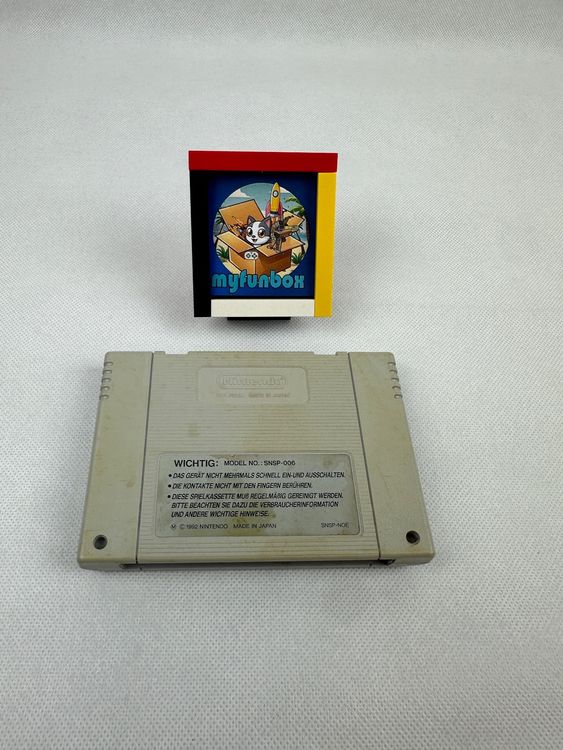 myfunbox
Nintendo
WICHTIG: MODEL NO.: SNSP-006
• DAS GERÄT NICHT MEHRMALS SCHNELL EIN-UND AUSSCHALTEN.
• DIE KONTAKTE NICHT MIT DEN FINGERN BERÜHREN.
• DIESE SPIELKASSETTE MUß REGELMÄßIG GEREINIGT WERDEN.
BITTE BEACHTEN SIE DAZU DIE VERBRAUCHERINFORMATION
UND ANDERE WICHTIGE HINWEISE.
Ⓜ © 1992 NINTENDO MADE IN JAPAN SNSP-NOE